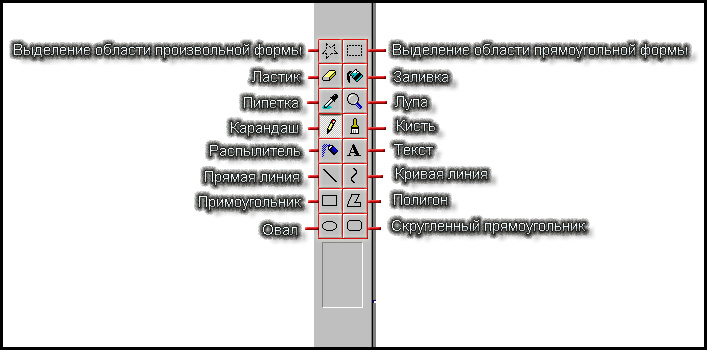 Выделение области произвольной формы
Выделение области прямоугольной формы
Ластик
Заливка
Пипетка
Лупа
Карандаш
Кисть
Распылитель
A
Текст
Прямая линия
Кривая линия
Примоугольник
Полигон
Овал
Скругленный прямоугольник